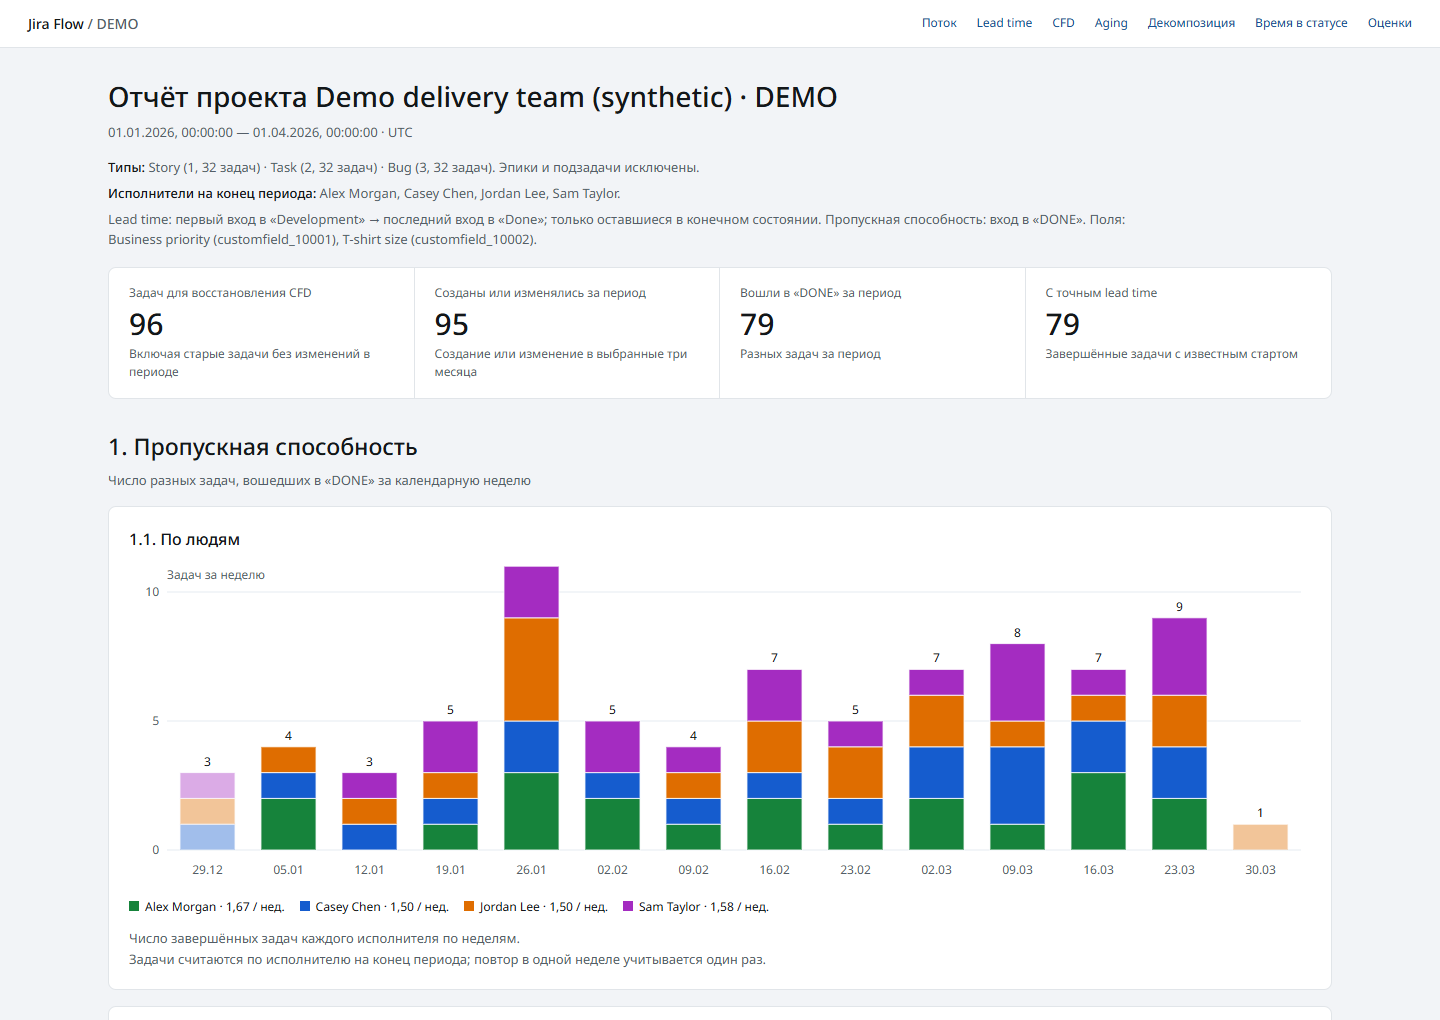 Jira Flow / DEMO
Поток Lead time CFD Aging Декомпозиция Время в статусе Оценки
Отчёт проекта Demo delivery team (synthetic) · DEMO
01.01.2026, 00:00:00 — 01.04.2026, 00:00:00 · UTC
Типы: Story (1, 32 задач) · Task (2, 32 задач) · Bug (3, 32 задач). Эпики и подзадачи исключены.
Исполнители на конец периода: Alex Morgan, Casey Chen, Jordan Lee, Sam Taylor.
Lead time: первый вход в «Development» → последний вход в «Done»; только оставшиеся в конечном состоянии. Пропускная способность: вход в «DONE». Поля:
Business priority (customfield_10001), T-shirt size (customfield_10002).
Задач для восстановления CFD
96
Включая старые задачи без изменений в
периоде
Созданы или изменялись за период
95
Создание или изменение в выбранные три
месяца
Вошли в «DONE» за период
79
Разных задач за период
С точным lead time
79
Завершённые задачи с известным стартом
1. Пропускная способность
Число разных задач, вошедших в «DONE» за календарную неделю
1.1. По людям
Задач за неделю
10
5
0
3 4 3 5 5 4 7 5 7 8 7 9 1
29.12 05.01 12.01 19.01 26.01 02.02 09.02 16.02 23.02 02.03 09.03 16.03 23.03 30.03
Alex Morgan · 1,67 / нед. Casey Chen · 1,50 / нед. Jordan Lee · 1,50 / нед. Sam Taylor · 1,58 / нед.
Число завершённых задач каждого исполнителя по неделям.
Задачи считаются по исполнителю на конец периода; повтор в одной неделе учитывается один раз.